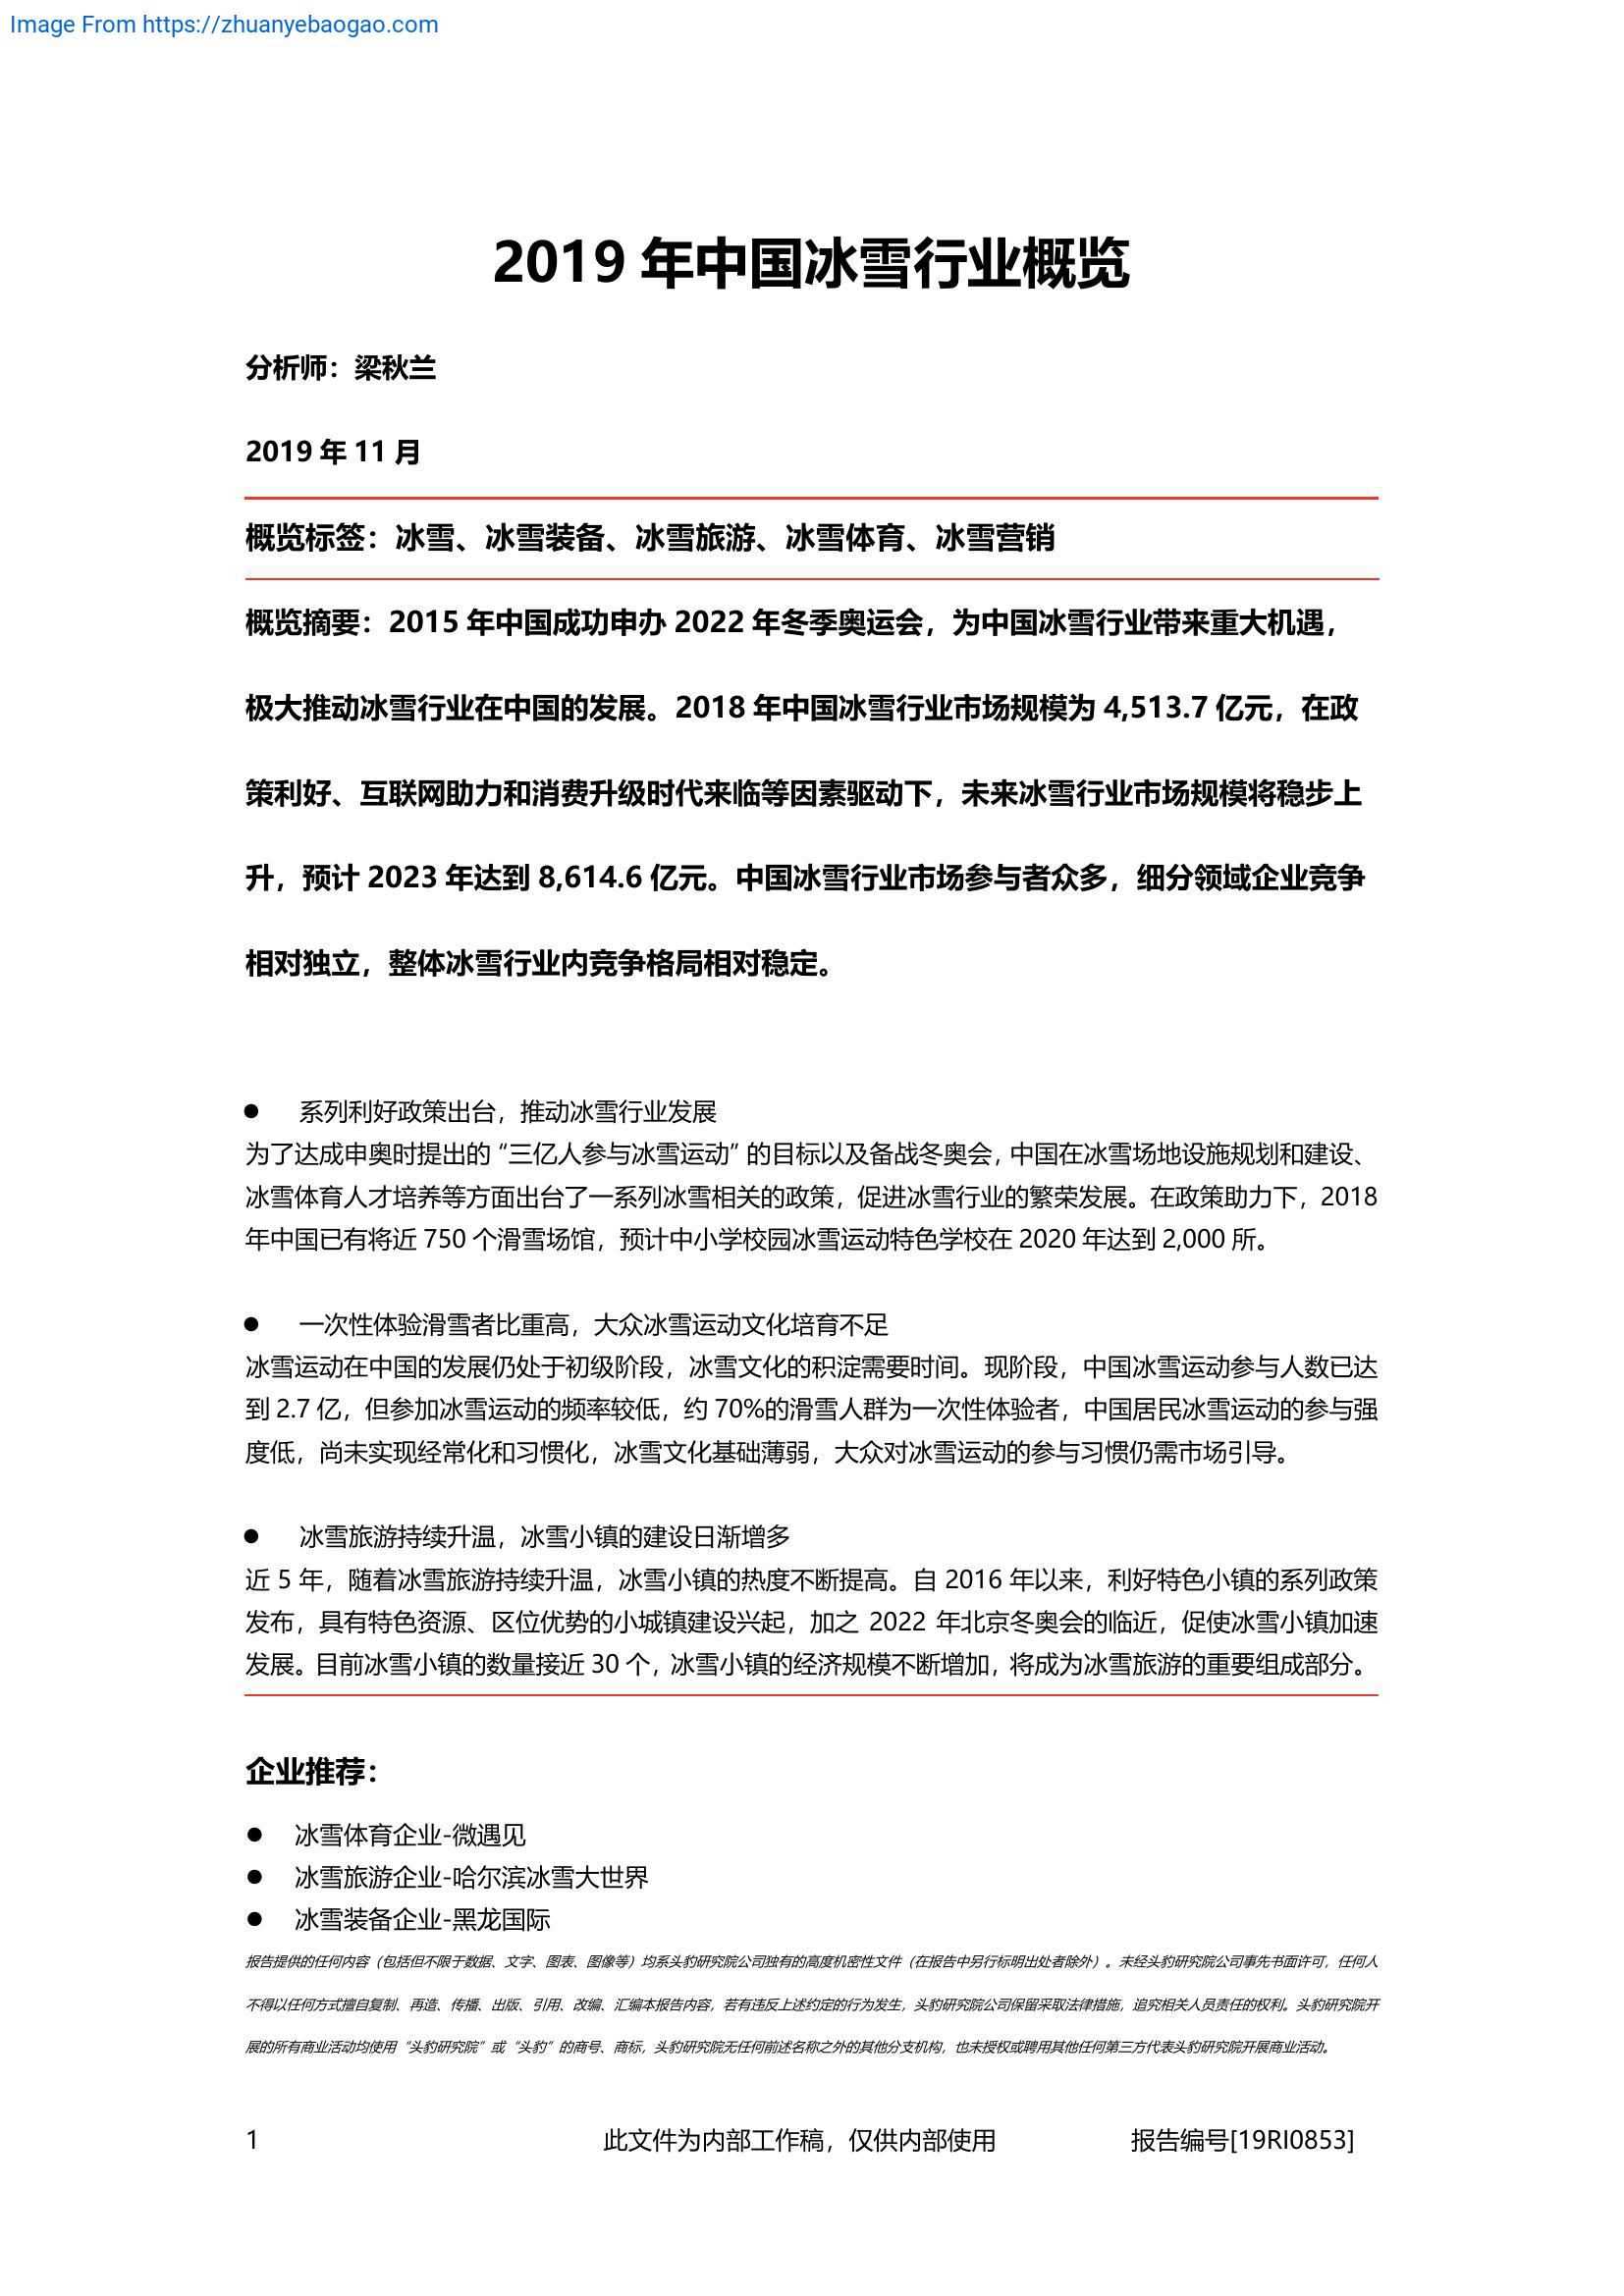 Image From https://zhuanyebaogao.com
2019 年中国冰雪行业概览
分析师：梁秋兰
2019 年 11 月
概览标签：冰雪、冰雪装备、冰雪旅游、冰雪体育、冰雪营销
概览摘要：2015 年中国成功申办 2022 年冬季奥运会，为中国冰雪行业带来重大机遇，
极大推动冰雪行业在中国的发展。2018 年中国冰雪行业市场规模为 4,513.7 亿元，在政
策利好、互联网助力和消费升级时代来临等因素驱动下，未来冰雪行业市场规模将稳步上
升，预计 2023 年达到 8,614.6 亿元。中国冰雪行业市场参与者众多，细分领域企业竞争
相对独立，整体冰雪行业内竞争格局相对稳定。
● 系列利好政策出台，推动冰雪行业发展
为了达成申奥时提出的“三亿人参与冰雪运动”的目标以及备战冬奥会，中国在冰雪场地设施规划和建设、
冰雪体育人才培养等方面出台了一系列冰雪相关的政策，促进冰雪行业的繁荣发展。在政策助力下，2018
年中国已有将近 750 个滑雪场馆，预计中小学校园冰雪运动特色学校在 2020 年达到 2,000 所。
● 一次性体验滑雪者比重高，大众冰雪运动文化培育不足
冰雪运动在中国的发展仍处于初级阶段，冰雪文化的积淀需要时间。现阶段，中国冰雪运动参与人数已达
到 2.7 亿，但参加冰雪运动的频率较低，约 70%的滑雪人群为一次性体验者，中国居民冰雪运动的参与强
度低，尚未实现经常化和习惯化，冰雪文化基础薄弱，大众对冰雪运动的参与习惯仍需市场引导。
● 冰雪旅游持续升温，冰雪小镇的建设日渐增多
近 5 年，随着冰雪旅游持续升温，冰雪小镇的热度不断提高。自 2016 年以来，利好特色小镇的系列政策
发布，具有特色资源、区位优势的小城镇建设兴起，加之 2022 年北京冬奥会的临近，促使冰雪小镇加速
发展。目前冰雪小镇的数量接近 30 个，冰雪小镇的经济规模不断增加，将成为冰雪旅游的重要组成部分。
企业推荐：
● 冰雪体育企业-微遇见
● 冰雪旅游企业-哈尔滨冰雪大世界
● 冰雪装备企业-黑龙国际
报告提供的任何内容（包括但不限于数据、文字、图表、图像等）均系头豹研究院公司独有的高度机密性文件（在报告中另行标明出处者除外）。未经头豹研究院公司事先书面许可，任何人
不得以任何方式擅自复制、再造、传播、出版、引用、改编、汇编本报告内容，若有违反上述约定的行为发生，头豹研究院公司保留采取法律措施，追究相关人员责任的权利。头豹研究院开
展的所有商业活动均使用“头豹研究院”或“头豹”的商号、商标，头豹研究院无任何前述名称之外的其他分支机构，也未授权或聘用其他任何第三方代表头豹研究院开展商业活动。
1 此文件为内部工作稿，仅供内部使用 报告编号[19RI0853]